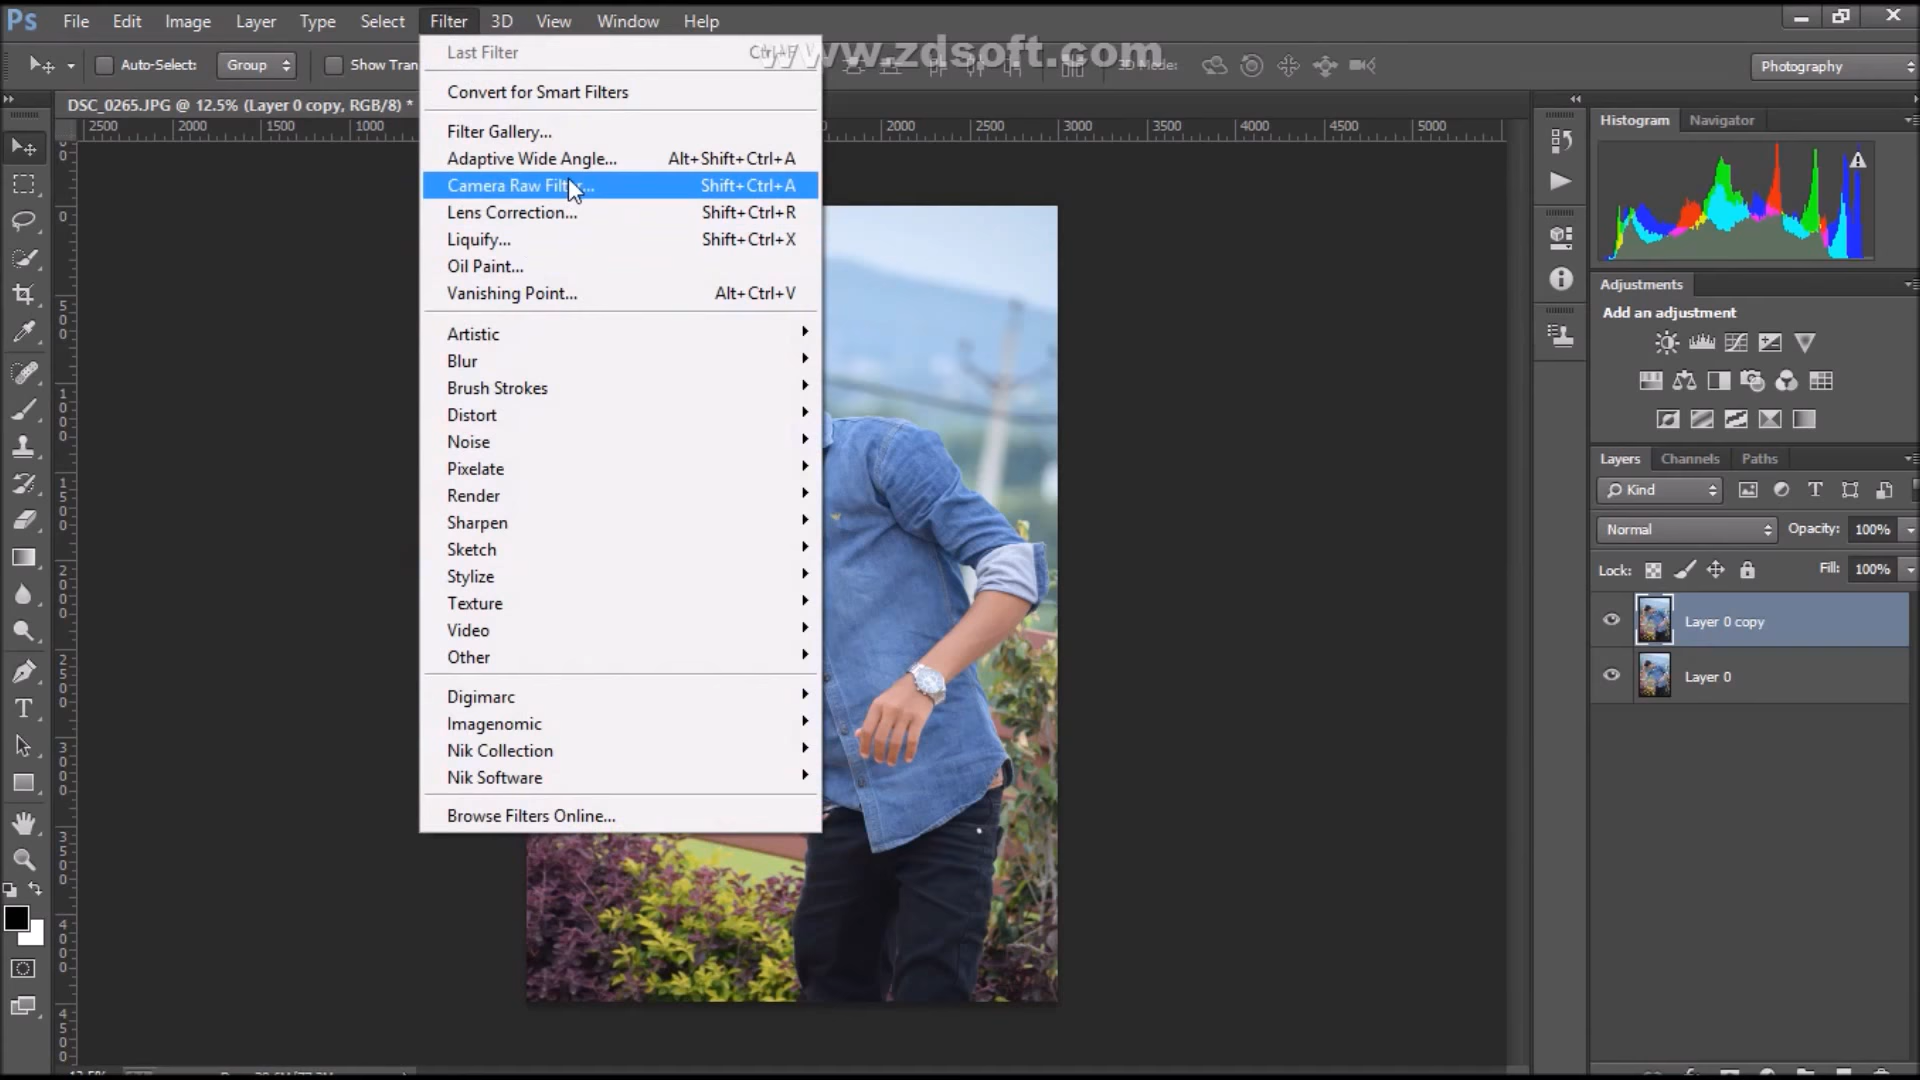 Ps File Edit Image Layer Type Select Filter 3D View Window Help
Auto-Select: Group Show Tran 3D Mode: Photography
www.zdsoft.com
DSC_0265.JPG @ 12.5% (Layer 0 copy, RGB/8) *
2500 2000 1500 1000 2000 2500 3000 3500 4000 4500 5000
Last Filter Ctrl+F
Convert for Smart Filters
Filter Gallery...
Adaptive Wide Angle... Alt+Shift+Ctrl+A
Camera Raw Filter... Shift+Ctrl+A
Lens Correction... Shift+Ctrl+R
Liquify... Shift+Ctrl+X
Oil Paint...
Vanishing Point... Alt+Ctrl+V
Artistic
Blur
Brush Strokes
Distort
Noise
Pixelate
Render
Sharpen
Sketch
Stylize
Texture
Video
Other
Digimarc
Imagenomic
Nik Collection
Nik Software
Browse Filters Online...
Histogram Navigator
Adjustments
Add an adjustment
Layers Channels Paths
Kind
Normal Opacity: 100%
Lock: Fill: 100%
Layer 0 copy
Layer 0